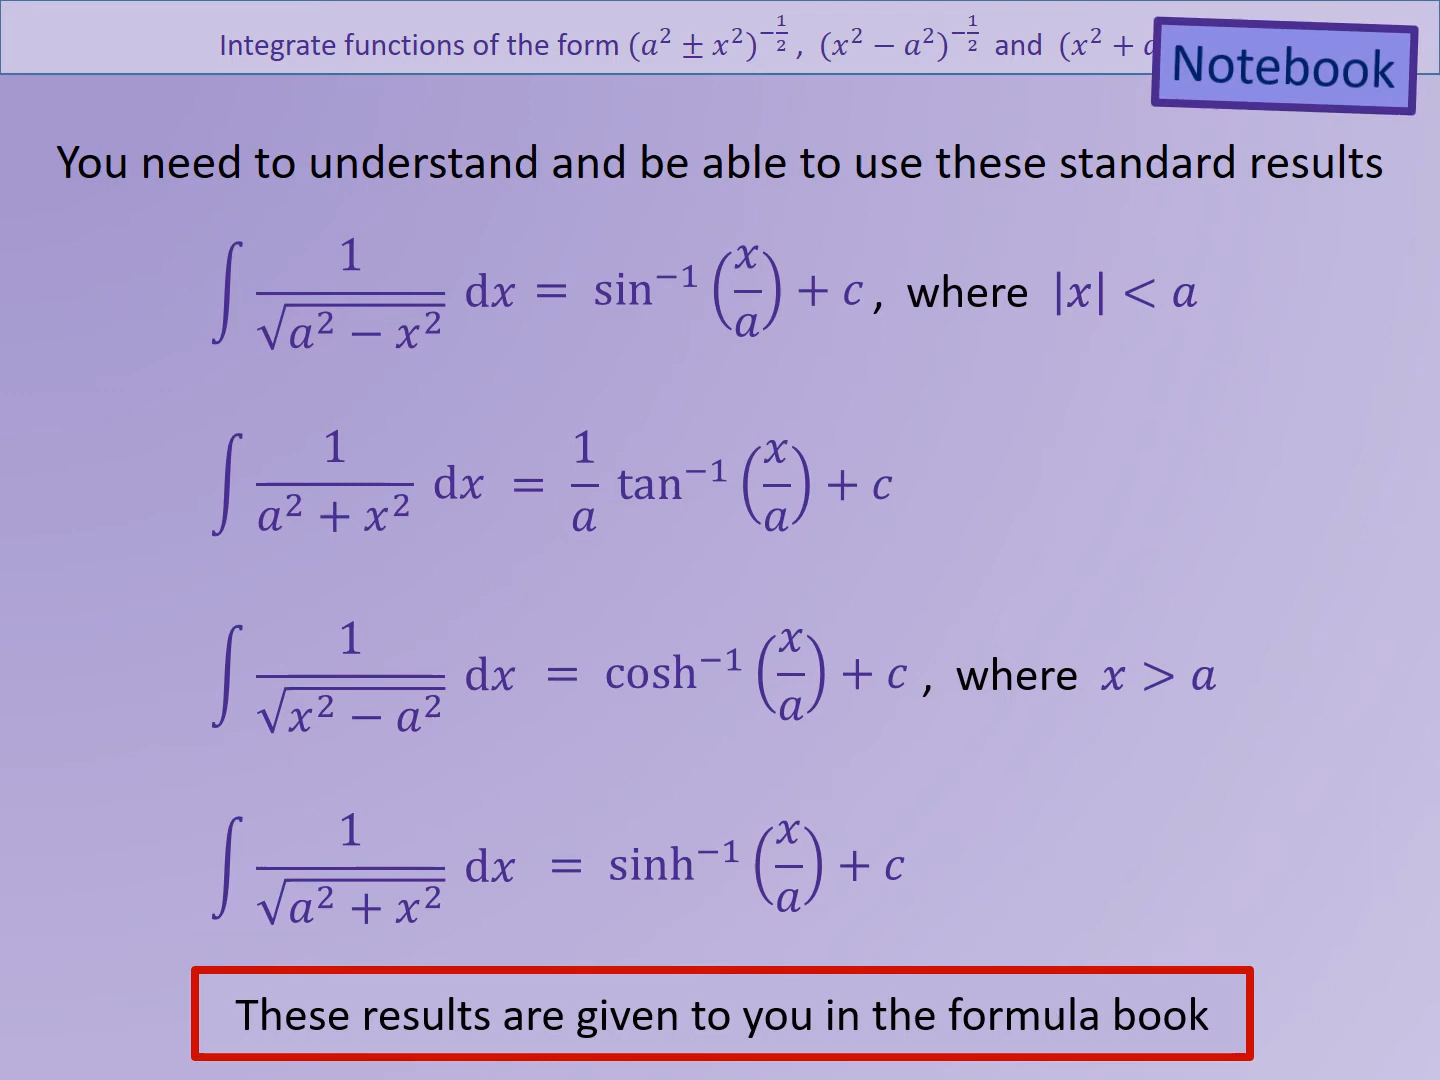 Integrate functions of the form (a² ± x²)^(-1/2), (x² − a²)^(-1/2) and (x² +
Notebook
You need to understand and be able to use these standard results
∫ 1/√(a² − x²) dx = sin⁻¹(x/a) + c, where |x| < a
∫ 1/(a² + x²) dx = 1/a tan⁻¹(x/a) + c
∫ 1/√(x² − a²) dx = cosh⁻¹(x/a) + c, where x > a
∫ 1/√(a² + x²) dx = sinh⁻¹(x/a) + c
These results are given to you in the formula book